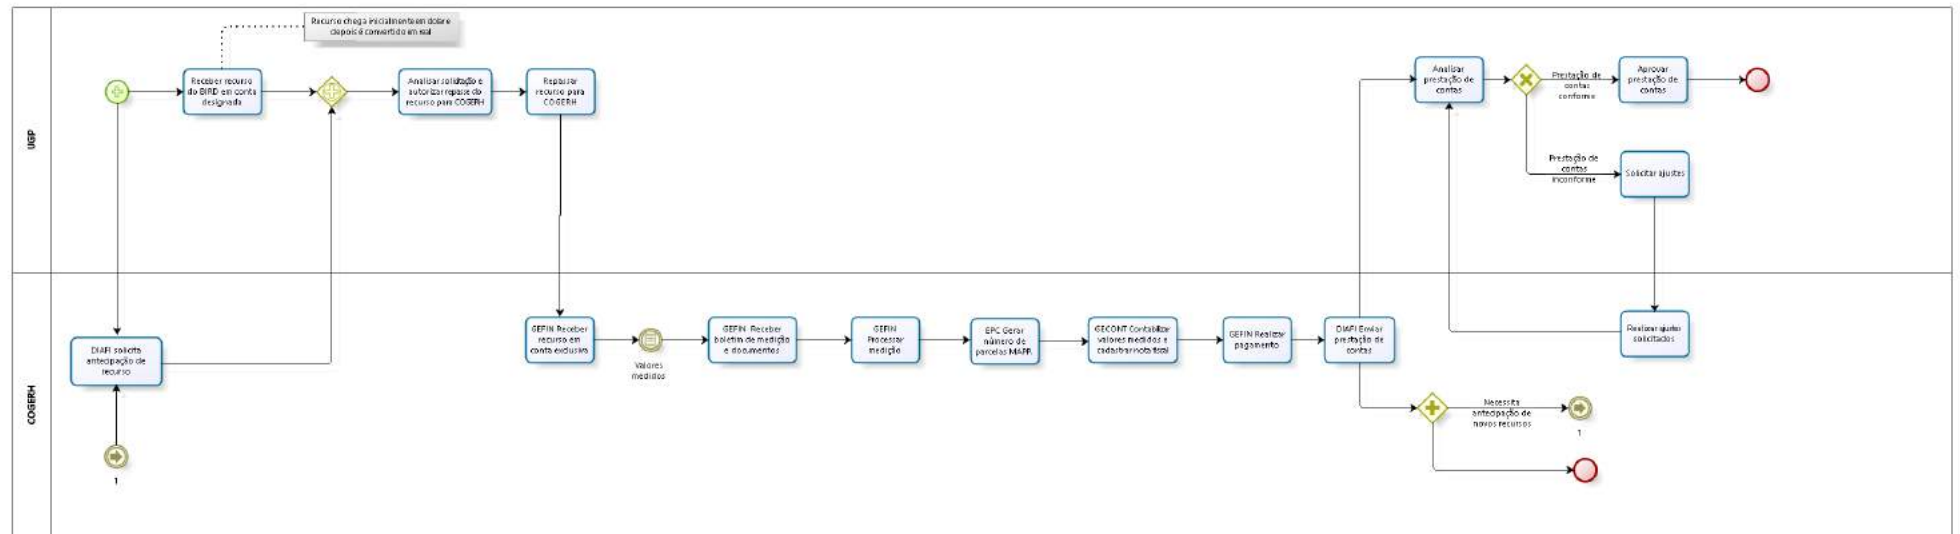 Recurso chega inicialmente em dólar e
depois é convertido em real
UGP
Receber recurso
do BIRD em conta
designada
Analisar solicitação e
autorizar repasse do
recurso para COGERH
Repassar
recurso para
COGERH
Analisar
prestação de
contas
Prestação de
contas
conforme
Aprovar
prestação de
contas
Prestação de
contas
inconforme
Solicitar ajustes
COGERH
DIAFI solicita
antecipação de
recurso
1
GEFIN Receber
recurso em
conta exclusiva
Valores
medidos
GEFIN Receber
boletim de medição
e documentos
GEFIN
Processar
medição
EPC Gerar
número de
parcelas MAPP
GECONT Contabilizar
valores medidos e
cadastrar nota fiscal
GEFIN Realizar
pagamento
DIAFI Enviar
prestação de
contas
Realizar ajustes
solicitados
Necessita
antecipação de
novos recursos
1